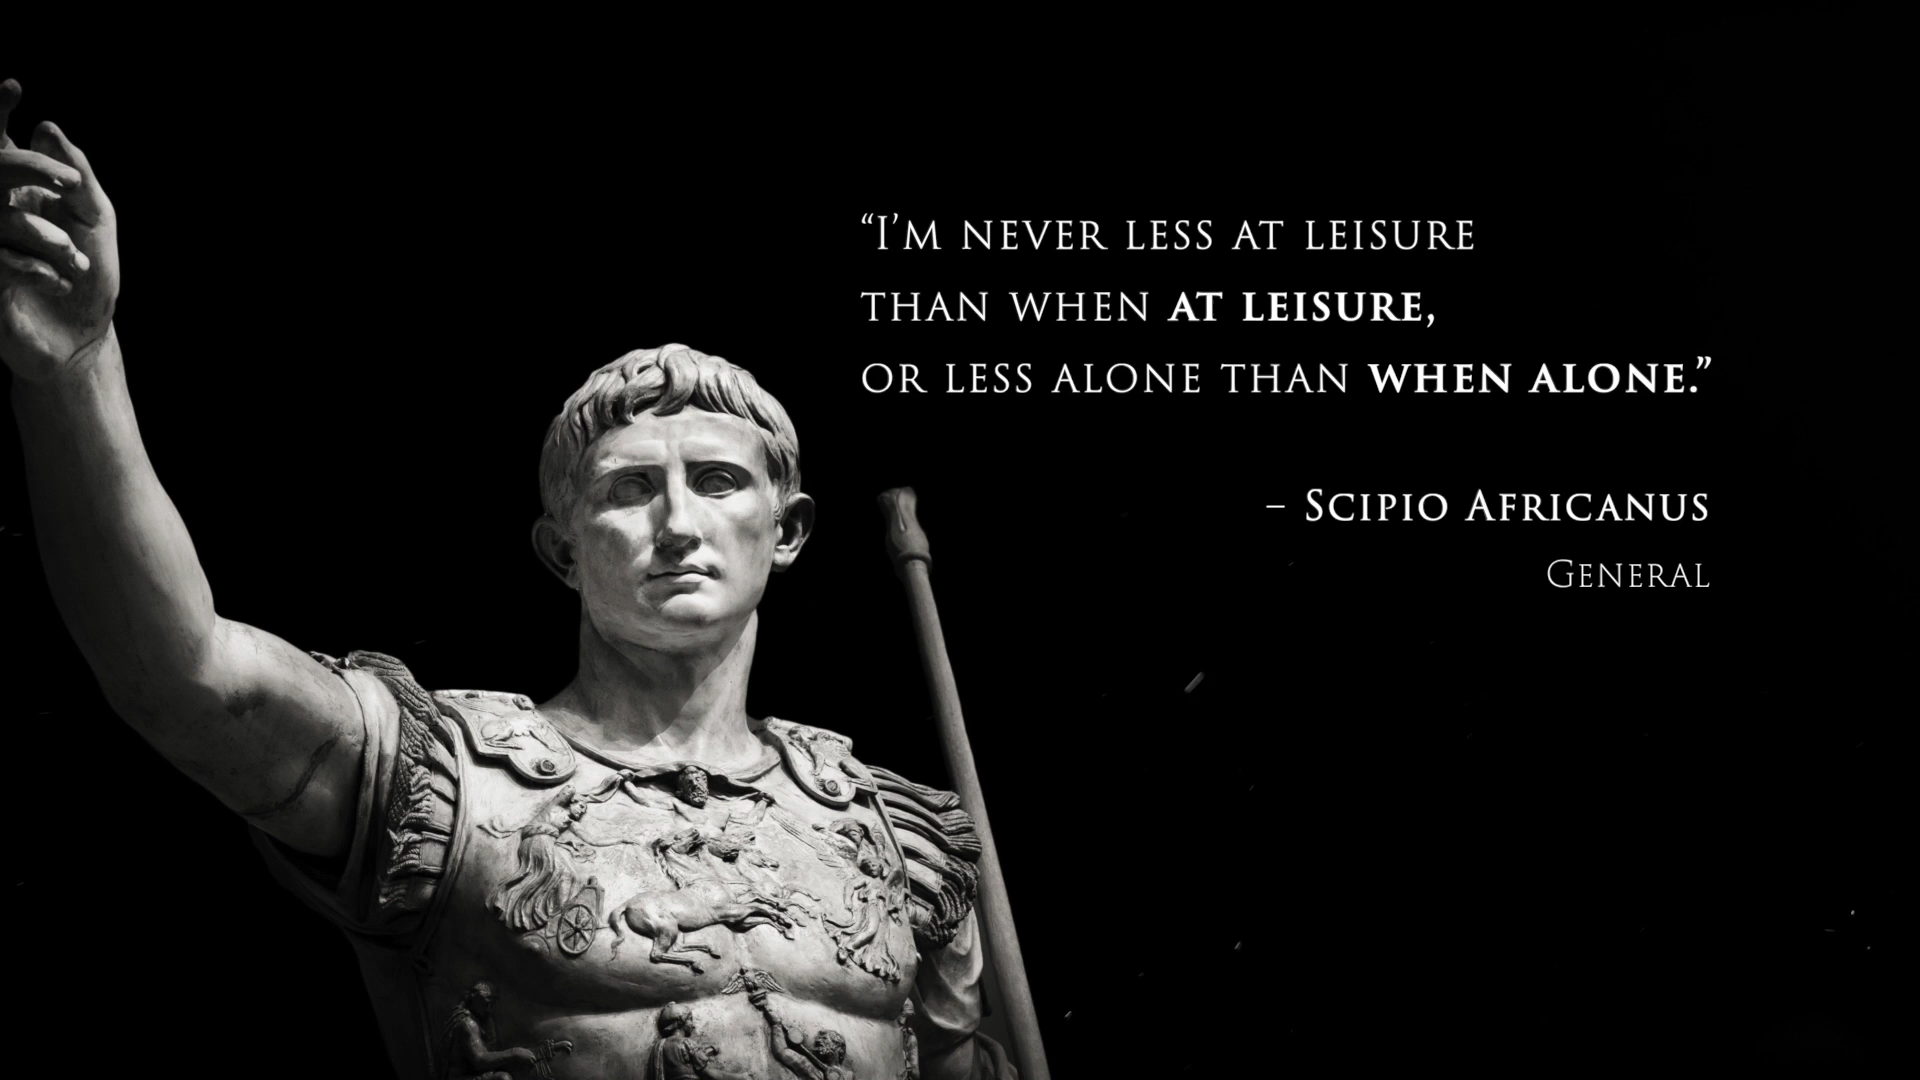 “I’m never less at leisure
than when at leisure,
or less alone than when alone.”
– Scipio Africanus
General